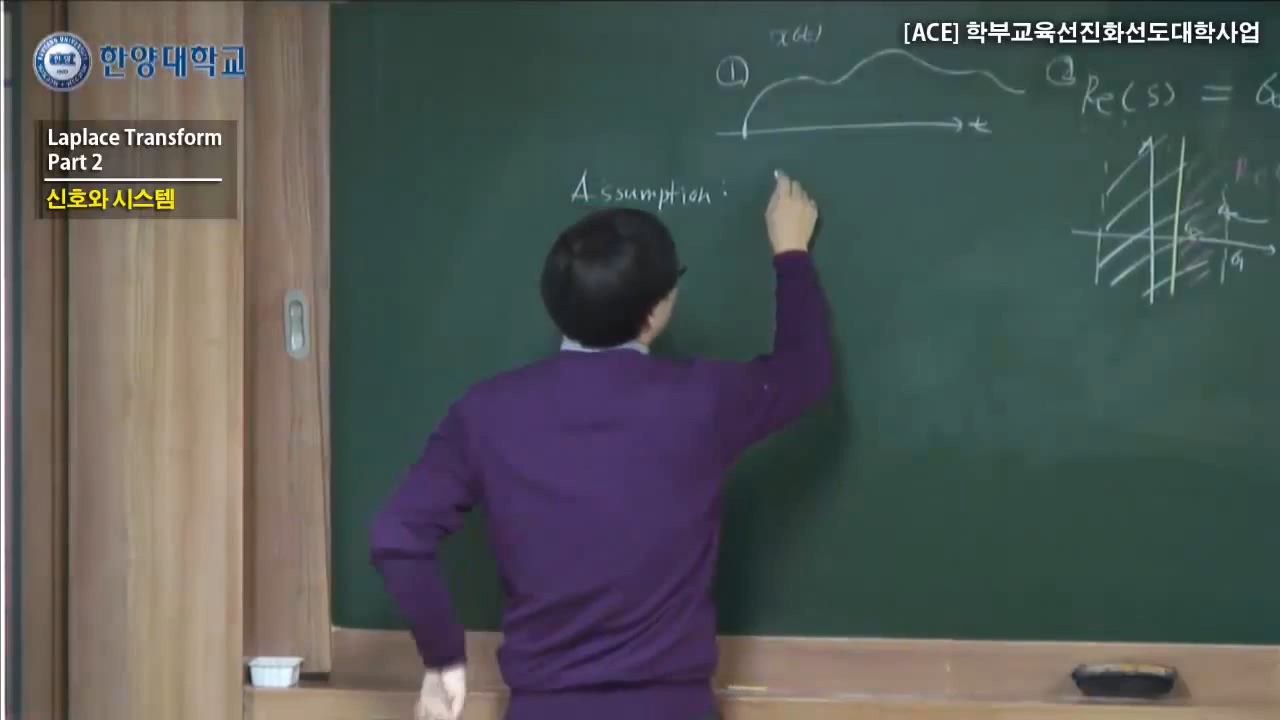 한양대학교
[ACE] 학부교육선진화선도대학사업
Laplace Transform
Part 2
신호와 시스템
① x(t)
t
Assumption :
② Re(s) =